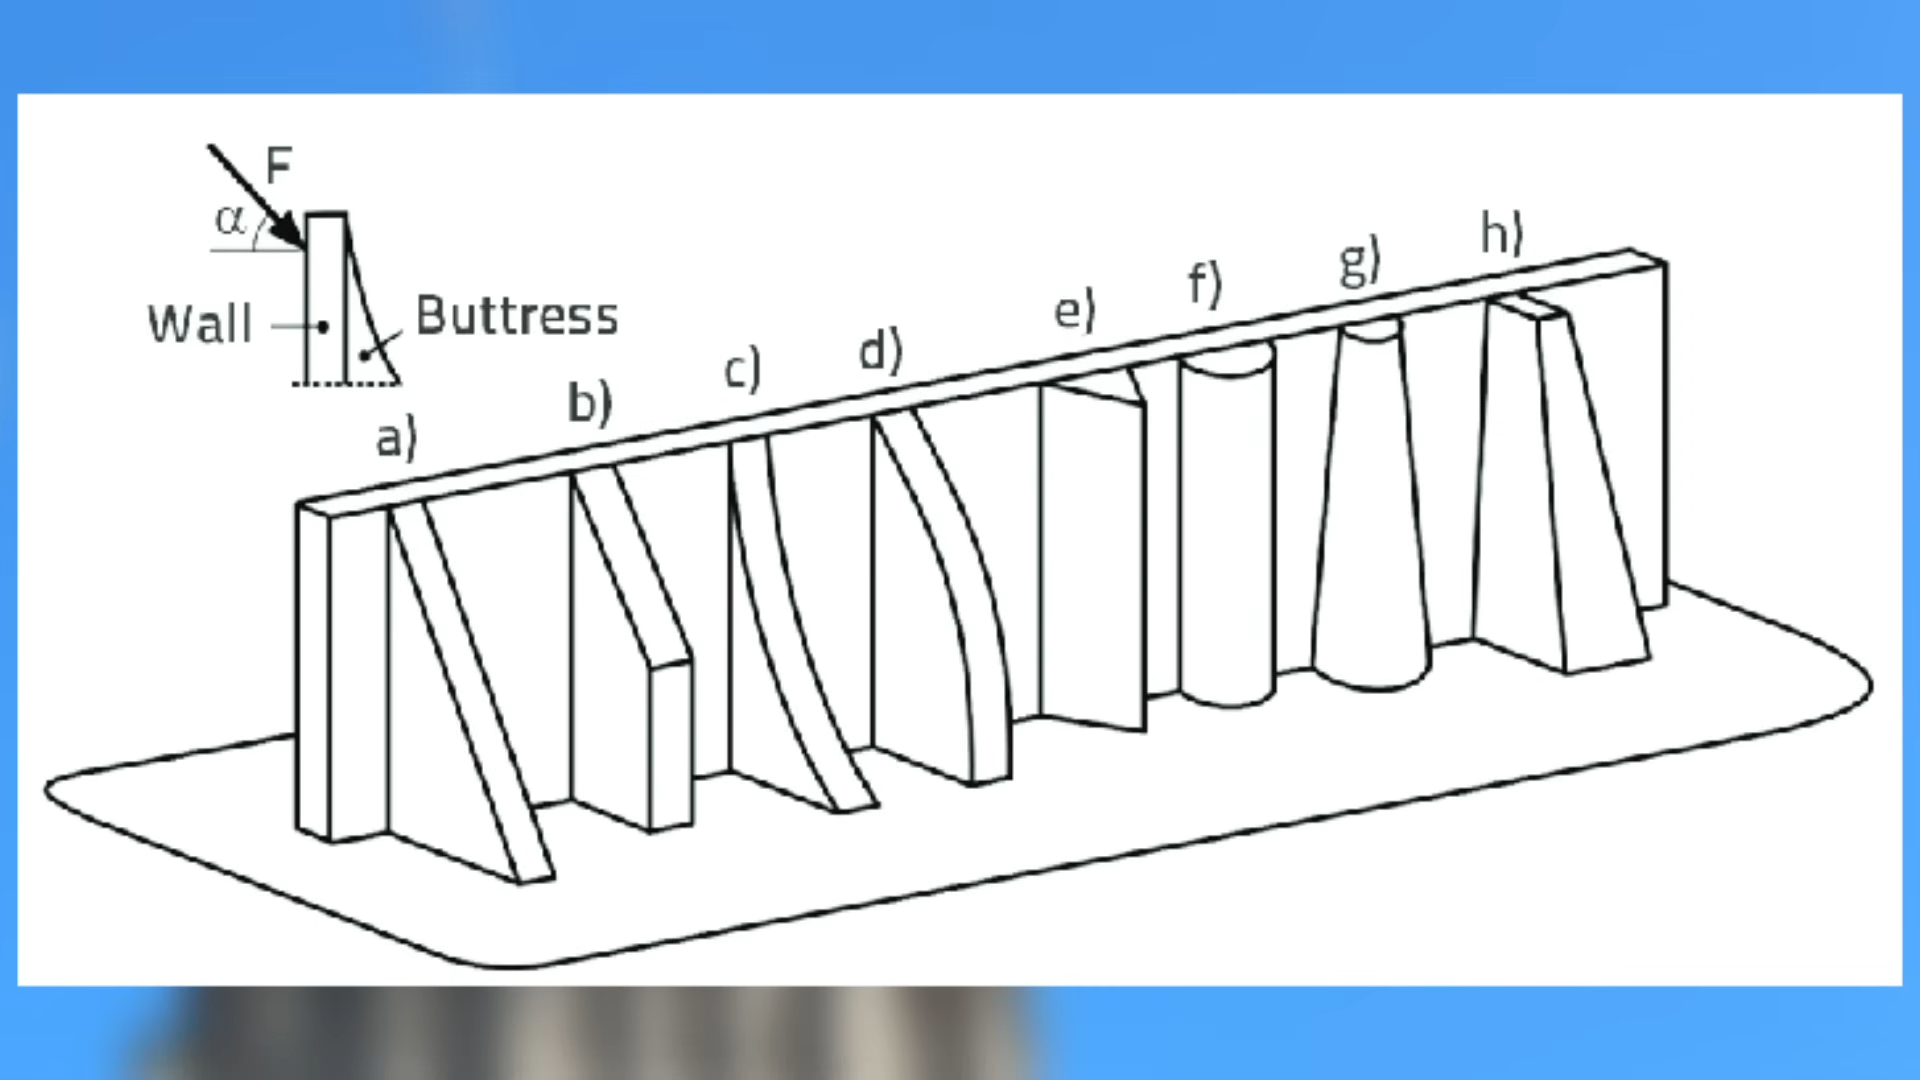 F
α
Wall
Buttress
a)
b)
c)
d)
e)
f)
g)
h)